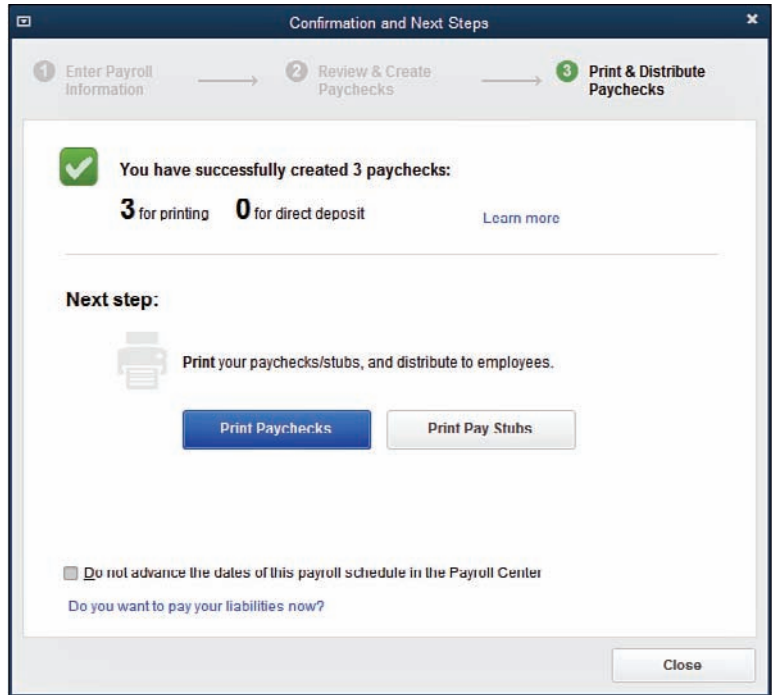 Confirmation and Next Steps
1 Enter Payroll
Information
2 Review & Create
Paychecks
3 Print & Distribute
Paychecks
You have successfully created 3 paychecks:
3 for printing 0 for direct deposit Learn more
Next step:
Print your paychecks/stubs, and distribute to employees.
Print Paychecks Print Pay Stubs
Do not advance the dates of this payroll schedule in the Payroll Center
Do you want to pay your liabilities now?
Close